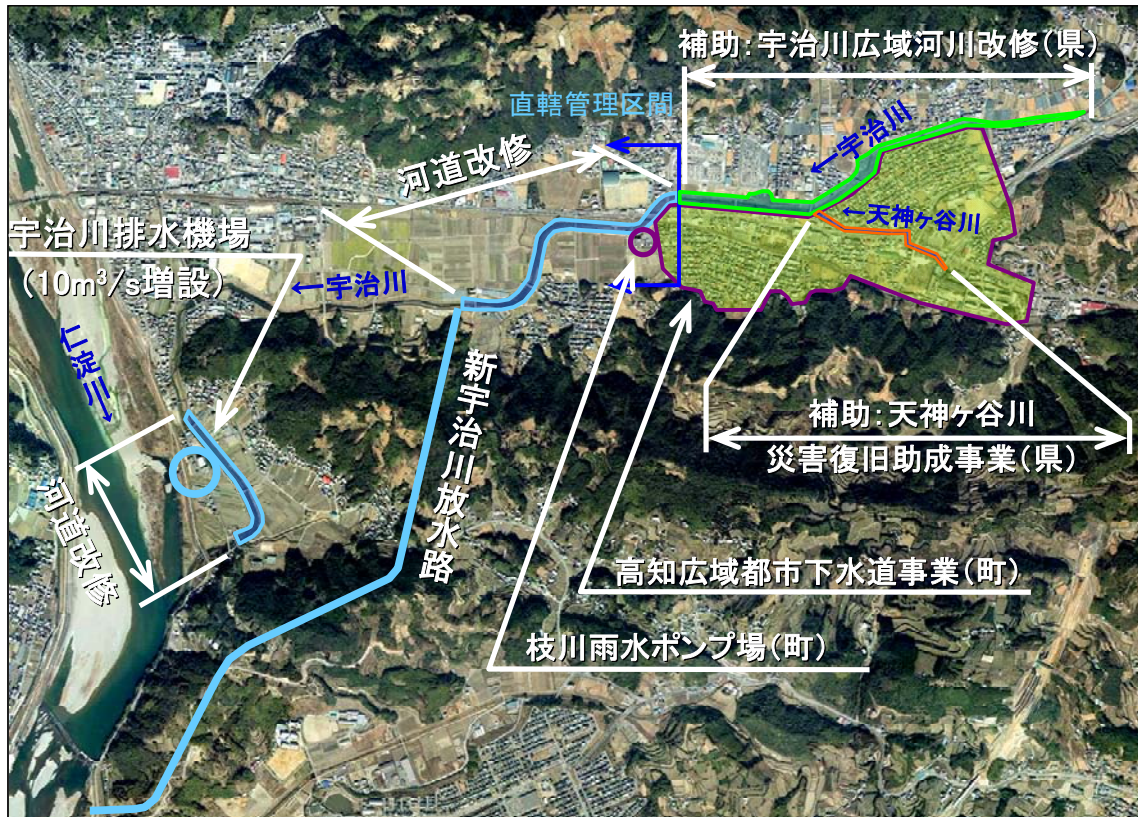 補助：宇治川広域河川改修（県）
直轄管理区間
←宇治川
河道改修
←天神ヶ谷川
宇治川排水機場
（10m³/s増設）
←宇治川
仁淀川→
新宇治川放水路
補助：天神ヶ谷川
災害復旧助成事業（県）
河道改修
高知広域都市下水道事業（町）
枝川雨水ポンプ場（町）